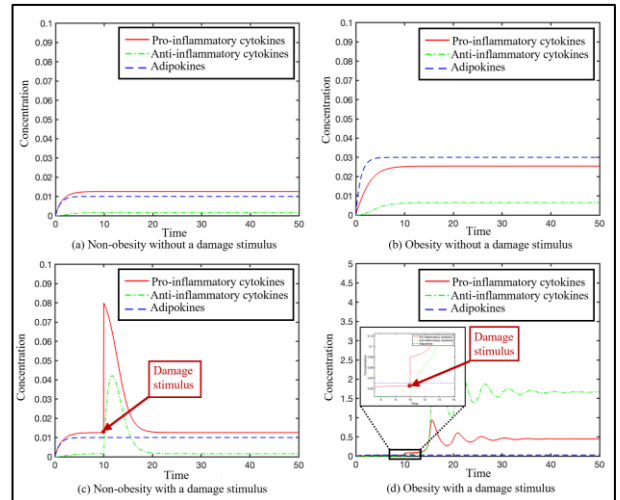 0.1
0.09
0.08
0.07
0.06
0.05
0.04
0.03
0.02
0.01
0
Concentration
Pro-inflammatory cytokines
Anti-inflammatory cytokines
Adipokines
0 10 20 30 40 50
Time
(a) Non-obesity without a damage stimulus
0.1
0.09
0.08
0.07
0.06
0.05
0.04
0.03
0.02
0.01
0
Concentration
Pro-inflammatory cytokines
Anti-inflammatory cytokines
Adipokines
0 10 20 30 40 50
Time
(b) Obesity without a damage stimulus
0.1
0.09
0.08
0.07
0.06
0.05
0.04
0.03
0.02
0.01
0
Concentration
Pro-inflammatory cytokines
Anti-inflammatory cytokines
Adipokines
Damage
stimulus
0 10 20 30 40 50
Time
(c) Non-obesity with a damage stimulus
5
4.5
4
3.5
3
2.5
2
1.5
1
0.5
0
Concentration
Pro-inflammatory cytokines
Anti-inflammatory cytokines
Adipokines
Damage
stimulus
0 10 20 30 40 50
Time
(d) Obesity with a damage stimulus